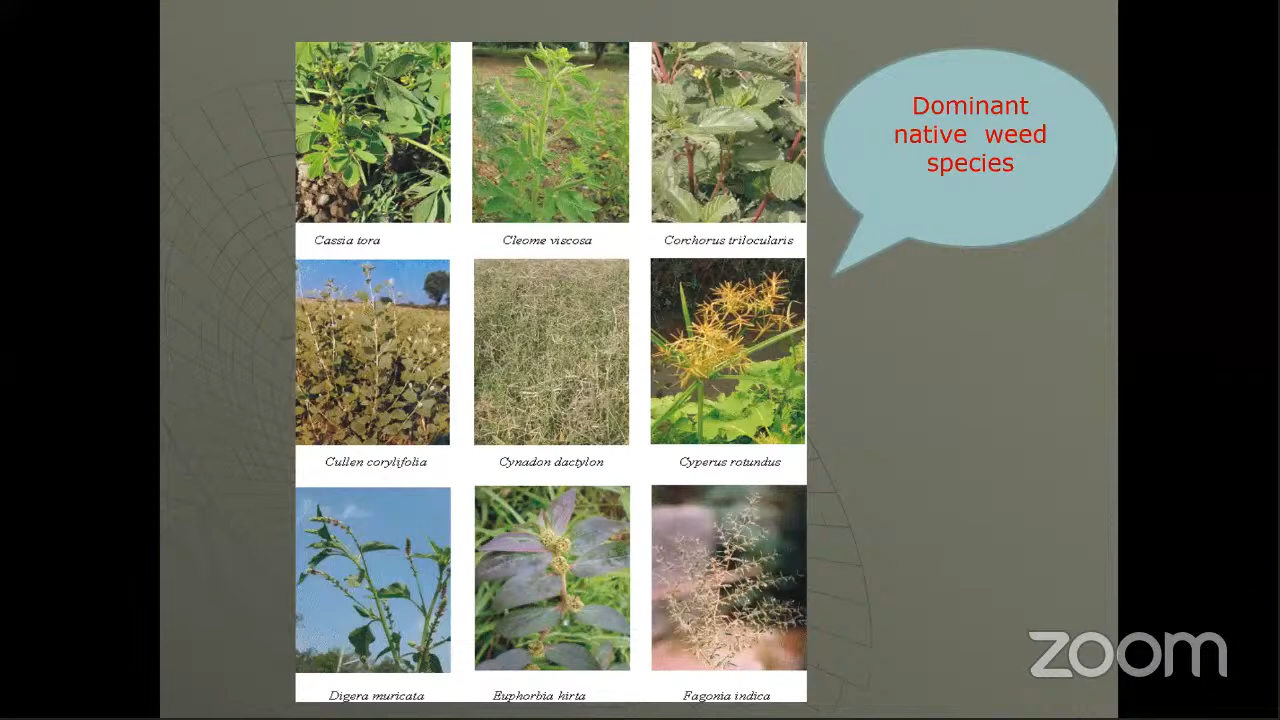 Dominant
native weed
species
Cassia tora
Cleome viscosa
Corchorus trilocularis
Cullen corylifolia
Cynadon dactylon
Cyperus rotundus
Digera muricata
Euphorbia hirta
Fagonia indica
zoom